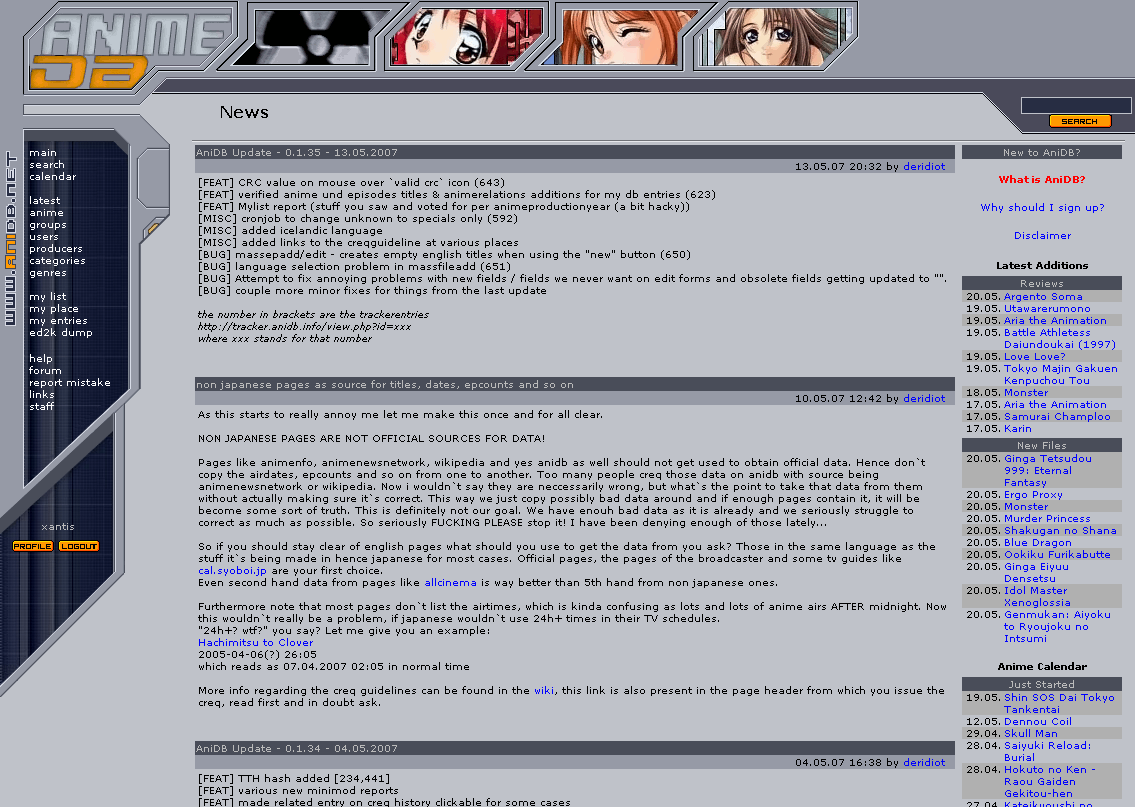 ANIME
DB
WWW.ANIDB.NET
News
SEARCH
main
search
calendar
latest
anime
groups
users
producers
categories
genres
my list
my place
my entries
ed2k dump
help
forum
report mistake
links
staff
xantis
PROFILE LOGOUT
AniDB Update - 0.1.35 - 13.05.2007
13.05.07 20:32 by deridiot
[FEAT] CRC value on mouse over `valid crc` icon (643)
[FEAT] verified anime und episodes titles & animerelations additions for my db entries (623)
[FEAT] Mylist report (stuff you saw and voted for per animeproductionyear (a bit hacky))
[MISC] cronjob to change unknown to specials only (592)
[MISC] added icelandic language
[MISC] added links to the creqguideline at various places
[BUG] massepadd/edit - creates empty english titles when using the "new" button (650)
[BUG] language selection problem in massfileadd (651)
[BUG] Attempt to fix annoying problems with new fields / fields we never want on edit forms and obsolete fields getting updated to "".
[BUG] couple more minor fixes for things from the last update
the number in brackets are the trackerentries
http://tracker.anidb.info/view.php?id=xxx
where xxx stands for that number
non japanese pages as source for titles, dates, epcounts and so on
10.05.07 12:42 by deridiot
As this starts to really annoy me let me make this once and for all clear.
NON JAPANESE PAGES ARE NOT OFFICIAL SOURCES FOR DATA!
Pages like animenfo, animenewsnetwork, wikipedia and yes anidb as well should not get used to obtain official data. Hence don`t
copy the airdates, epcounts and so on from one to another. Too many people creq those data on anidb with source being
animenewsnetwork or wikipedia. Now i wouldn`t say they are neccessarily wrong, but what`s the point to take that data from them
without actually making sure it`s correct. This way we just copy possibly bad data around and if enough pages contain it, it will be
become some sort of truth. This is definitely not our goal. We have enouh bad data as it is already and we seriously struggle to
correct as much as possible. So seriously FUCKING PLEASE stop it! I have been denying enough of those lately...
So if you should stay clear of english pages what should you use to get the data from you ask? Those in the same language as the
stuff it`s being made in hence japanese for most cases. Official pages, the pages of the broadcaster and some tv guides like
cal.syoboi.jp are your first choice.
Even second hand data from pages like allcinema is way better than 5th hand from non japanese ones.
Furthermore note that most pages don`t list the airtimes, which is kinda confusing as lots and lots of anime airs AFTER midnight. Now
this wouldn`t really be a problem, if japanese wouldn`t use 24h+ times in their TV schedules.
"24h+? wtf?" you say? Let me give you an example:
Hachimitsu to Clover
2005-04-06(?) 26:05
which reads as 07.04.2007 02:05 in normal time
More info regarding the creq guidelines can be found in the wiki, this link is also present in the page header from which you issue the
creq, read first and in doubt ask.
AniDB Update - 0.1.34 - 04.05.2007
04.05.07 16:38 by deridiot
[FEAT] TTH hash added [234,441]
[FEAT] various new minimod reports
[FEAT] made related entry on creq history clickable for some cases
New to AniDB?
What is AniDB?
Why should I sign up?
Disclaimer
Latest Additions
Reviews
20.05. Argento Soma
19.05. Utawarerumono
19.05. Aria the Animation
19.05. Battle Athletess
Daiundoukai (1997)
19.05. Love Love?
19.05. Tokyo Majin Gakuen
Kenpuchou Tou
18.05. Monster
17.05. Aria the Animation
17.05. Samurai Champloo
17.05. Karin
New Files
20.05. Ginga Tetsudou
999: Eternal
Fantasy
20.05. Ergo Proxy
20.05. Monster
20.05. Murder Princess
20.05. Shakugan no Shana
20.05. Blue Dragon
20.05. Ookiku Furikabutte
20.05. Ginga Eiyuu
Densetsu
20.05. Idol Master
Xenoglossia
20.05. Genmukan: Aiyoku
to Ryoujoku no
Intsumi
Anime Calendar
Just Started
19.05. Shin SOS Dai Tokyo
Tankentai
12.05. Dennou Coil
29.04. Skull Man
28.04. Saiyuki Reload:
Burial
28.04. Hokuto no Ken -
Raou Gaiden
Gekitou-hen
27.04. Kateikyoushi no